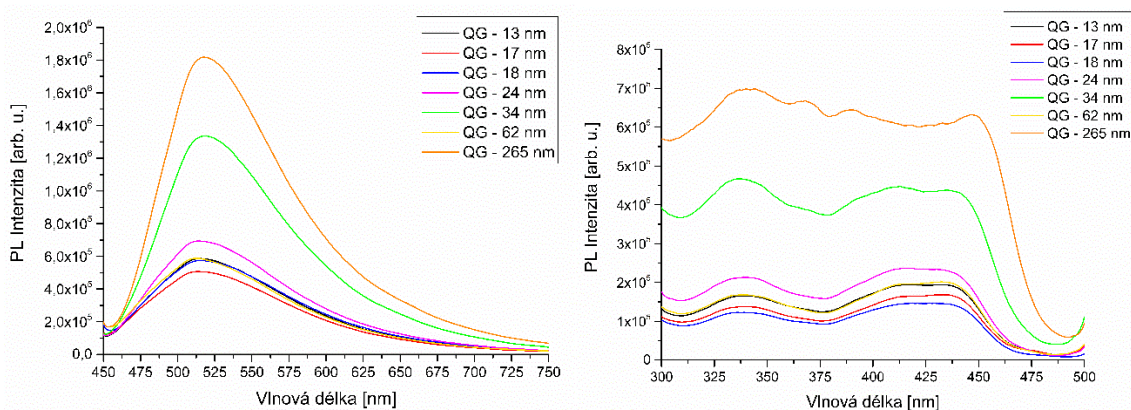 PL Intenzita [arb. u.]
2,0x10⁶
1,8x10⁶
1,6x10⁶
1,4x10⁶
1,2x10⁶
1,0x10⁶
8,0x10⁵
6,0x10⁵
4,0x10⁵
2,0x10⁵
0,0
450 475 500 525 550 575 600 625 650 675 700 725 750
Vlnová délka [nm]
QG - 13 nm
QG - 17 nm
QG - 18 nm
QG - 24 nm
QG - 34 nm
QG - 62 nm
QG - 265 nm
PL Intenzita [arb. u.]
8x10⁵
7x10⁵
6x10⁵
5x10⁵
4x10⁵
3x10⁵
2x10⁵
1x10⁵
0
300 325 350 375 400 425 450 475 500
Vlnová délka [nm]
QG - 13 nm
QG - 17 nm
QG - 18 nm
QG - 24 nm
QG - 34 nm
QG - 62 nm
QG - 265 nm